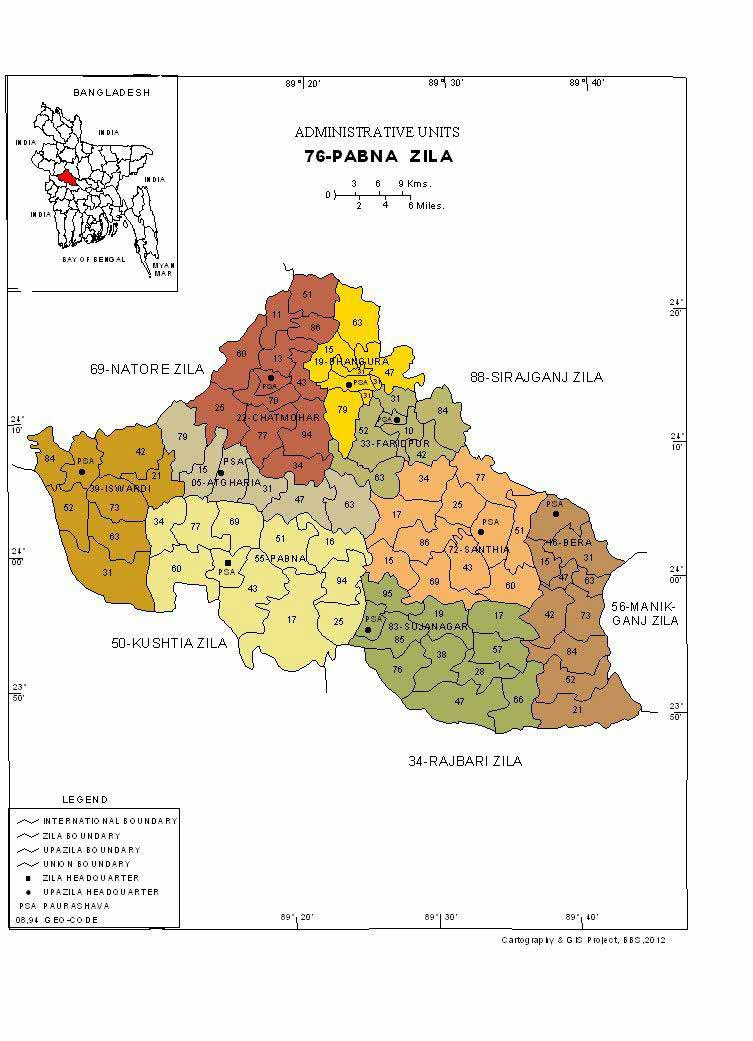 BANGLADESH
INDIA
INDIA
INDIA
INDIA
BAY OF BENGAL
MYAN
MAR
89° 20'
89° 30'
89° 40'
ADMINISTRATIVE UNITS
76-PABNA ZILA
3 6 9 Kms.
0
2 4 6 Miles.
24°
20'
51
11
63
86
60
15
13
19-BHANGURA
69-NATORE ZILA
31
47
88-SIRAJGANJ ZILA
PSA
43
PSA
31
31
70
31
25
22-CHATMOHAR
79
PSA
84
24°
10'
24°
10'
79
77
94
52
10
33-FARIDPUR
84
PSA
42
42
15
PSA
34
21
39-ISWARDI
05-ATGHARIA
31
63
34
77
52
73
47
63
25
PSA
34
77
69
17
PSA
51
63
51
16
86
72-SANTHIA
46-BERA
24°
00'
55-PABNA
15
15
31
24°
00'
31
60
PSA
43
94
69
43
60
47
63
95
56-MANIK-
GANJ ZILA
17
25
PSA
83-SUJANAGAR
19
17
42
73
50-KUSHTIA ZILA
85
38
57
84
76
28
52
23°
50'
47
66
21
23°
50'
34-RAJBARI ZILA
LEGEND
INTERNATIONAL BOUNDARY
ZILA BOUNDARY
UPAZILA BOUNDARY
UNION BOUNDARY
ZILA HEADQUARTER
UPAZILA HEADQUARTER
PSA PAURASHAVA
08,94 GEO-CODE
89° 20'
89° 30'
89° 40'
Cartography & GIS Project, BBS,2012